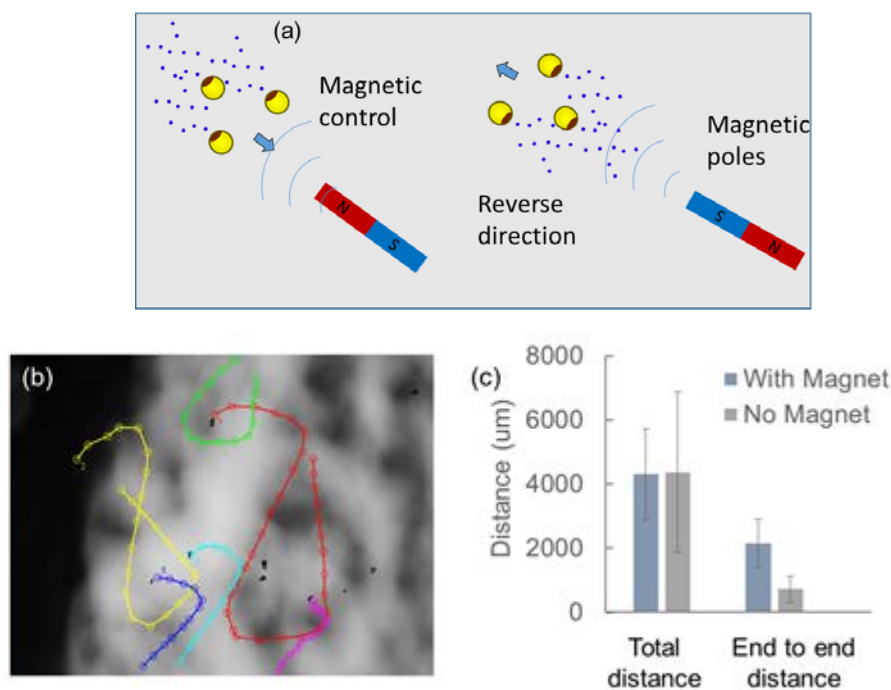 (a)
Magnetic
control
Magnetic
poles
Reverse
direction
N
S
S
N
(b)
(c)
8000
6000
4000
2000
0
Distance (um)
With Magnet
No Magnet
Total
distance
End to end
distance